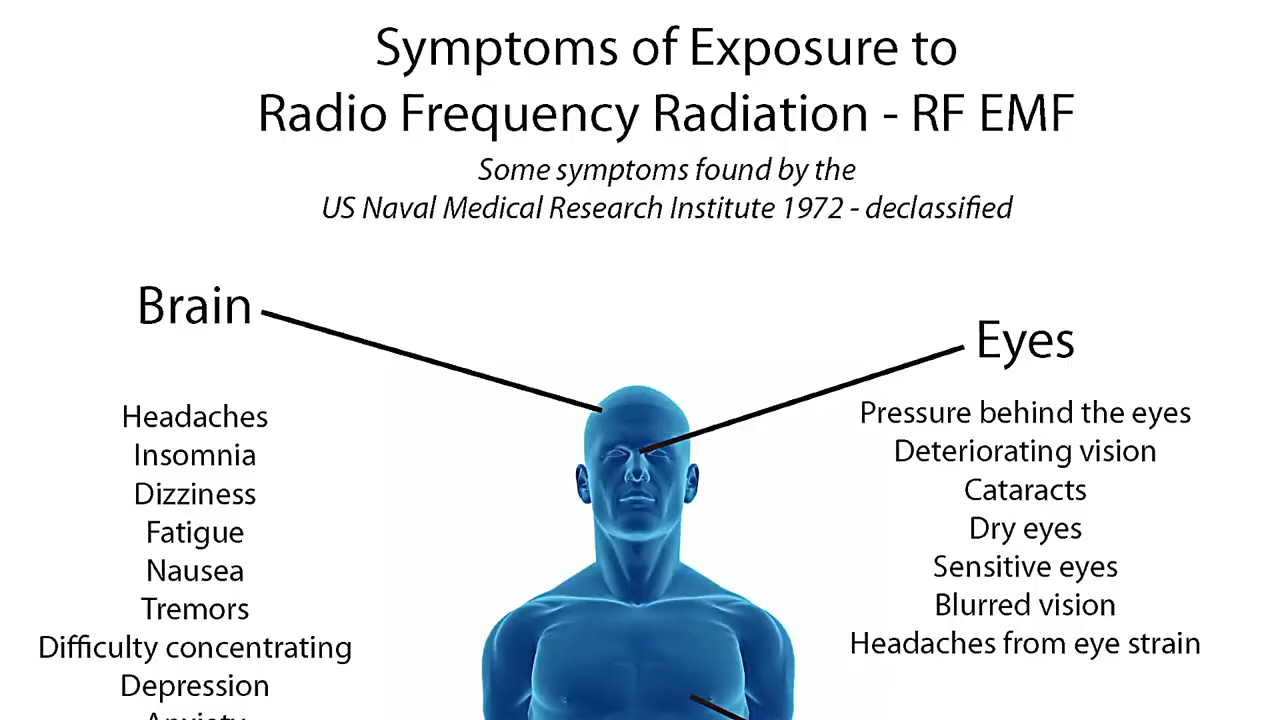 Symptoms of Exposure to
Radio Frequency Radiation - RF EMF
Some symptoms found by the
US Naval Medical Research Institute 1972 - declassified
Brain
Headaches
Insomnia
Dizziness
Fatigue
Nausea
Tremors
Difficulty concentrating
Depression
Anxiety
Eyes
Pressure behind the eyes
Deteriorating vision
Cataracts
Dry eyes
Sensitive eyes
Blurred vision
Headaches from eye strain